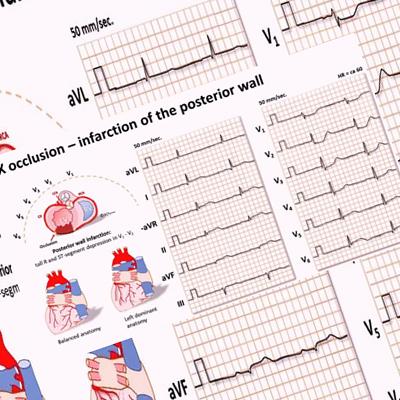 50 mm/sec.
aVL
V1
X occlusion – infarction of the posterior wall
HR = ca 60
50 mm/sec.
50 mm/sec.
aVL
I
-aVR
II
aVF
III
V1
V2
V3
V4
V5
V6
Occlusion
Posterior wall infarction:
tall R and ST-segment depression in V1 - V3
Balanced anatomy
Left dominant
anatomy
aVF
V5